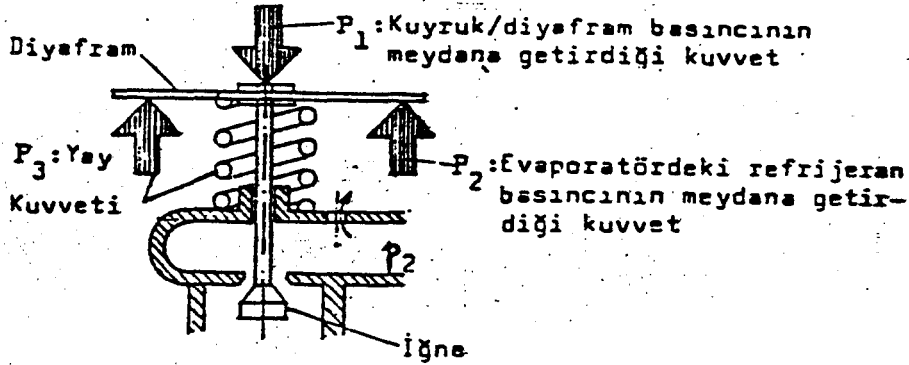 P1:Kuyruk/diyafram basıncının
meydana getirdiği kuvvet
Diyafram
P3:Yay
Kuvveti
P2:Evaporatördeki refrijeran
basıncının meydana getir-
diği kuvvet
P2
İğne